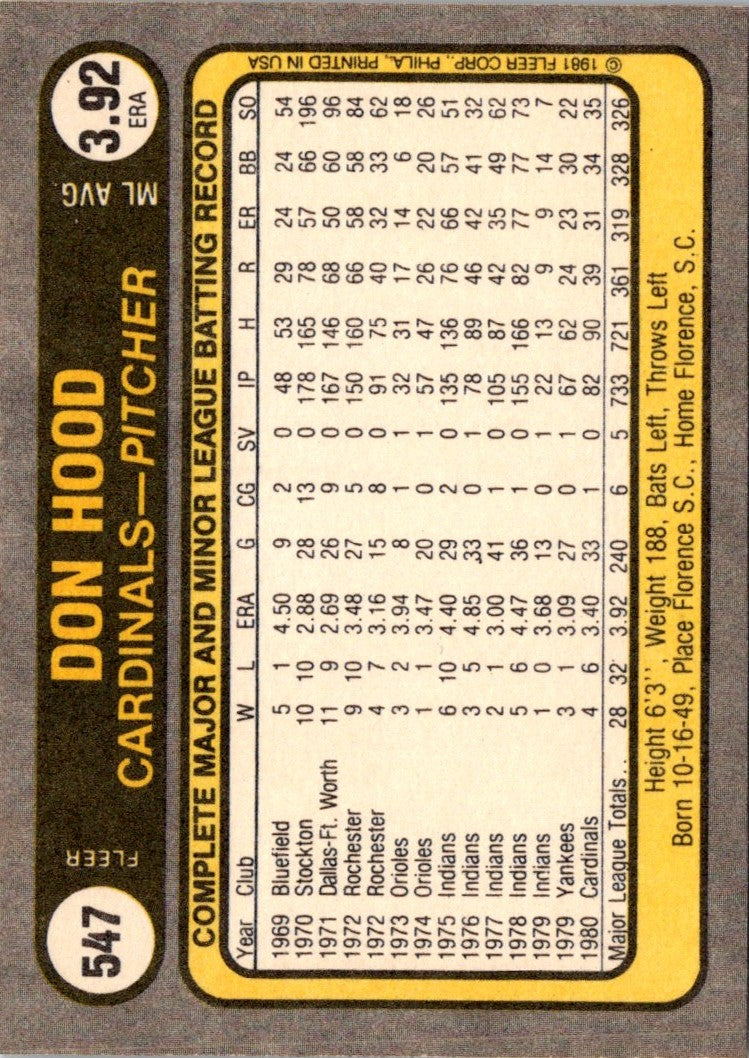 547
FLEER
DON HOOD
CARDINALS—PITCHER
ML AVG
3.92
ERA
COMPLETE MAJOR AND MINOR LEAGUE BATTING RECORD
Year Club W L ERA G CG SV IP H R ER BB SO
1969 Bluefield 5 1 4.50 9 2 0 48 53 29 24 24 54
1970 Stockton 10 10 2.88 28 13 0 178 165 78 57 66 196
1971 Dallas-Ft. Worth 11 9 2.69 26 9 0 167 146 68 50 60 96
1972 Rochester 9 10 3.48 27 5 0 150 160 66 58 58 84
1972 Rochester 4 7 3.16 15 8 0 91 75 40 32 33 62
1973 Orioles 3 2 3.94 8 1 1 32 31 17 14 6 18
1974 Orioles 1 1 3.47 20 0 1 57 47 26 22 20 26
1975 Indians 6 10 4.40 29 2 0 135 136 76 66 57 51
1976 Indians 3 5 4.85 33 0 1 78 89 46 42 41 32
1977 Indians 2 1 3.00 41 1 0 105 87 42 35 49 62
1978 Indians 5 6 4.47 36 1 0 155 166 82 77 77 73
1979 Indians 1 0 3.68 13 0 1 22 13 9 9 14 7
1979 Yankees 3 1 3.09 27 0 1 67 62 24 23 30 22
1980 Cardinals 4 6 3.40 33 1 0 82 90 39 31 34 35
Major League Totals.. 28 32 3.92 240 6 5 733 721 361 319 328 326
Height 6'3'', Weight 188, Bats Left, Throws Left
Born 10-16-49, Place Florence S.C., Home Florence, S.C.
© 1981 FLEER CORP., PHILA., PRINTED IN USA